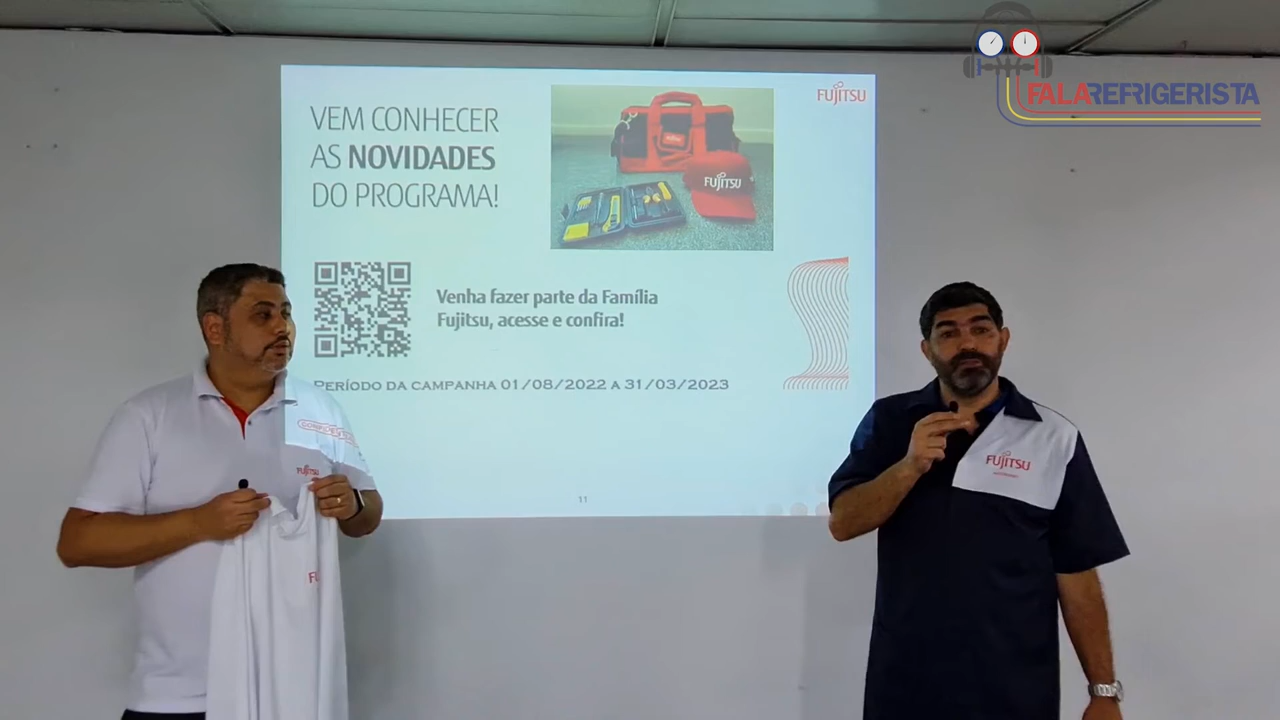 FALAREFRIGERISTA
FUJITSU
VEM CONHECER
AS NOVIDADES
DO PROGRAMA!
FUJITSU
Venha fazer parte da Família
Fujitsu, acesse e confira!
PERÍODO DA CAMPANHA 01/08/2022 A 31/03/2023
11
FUJITSU
FUJITSU